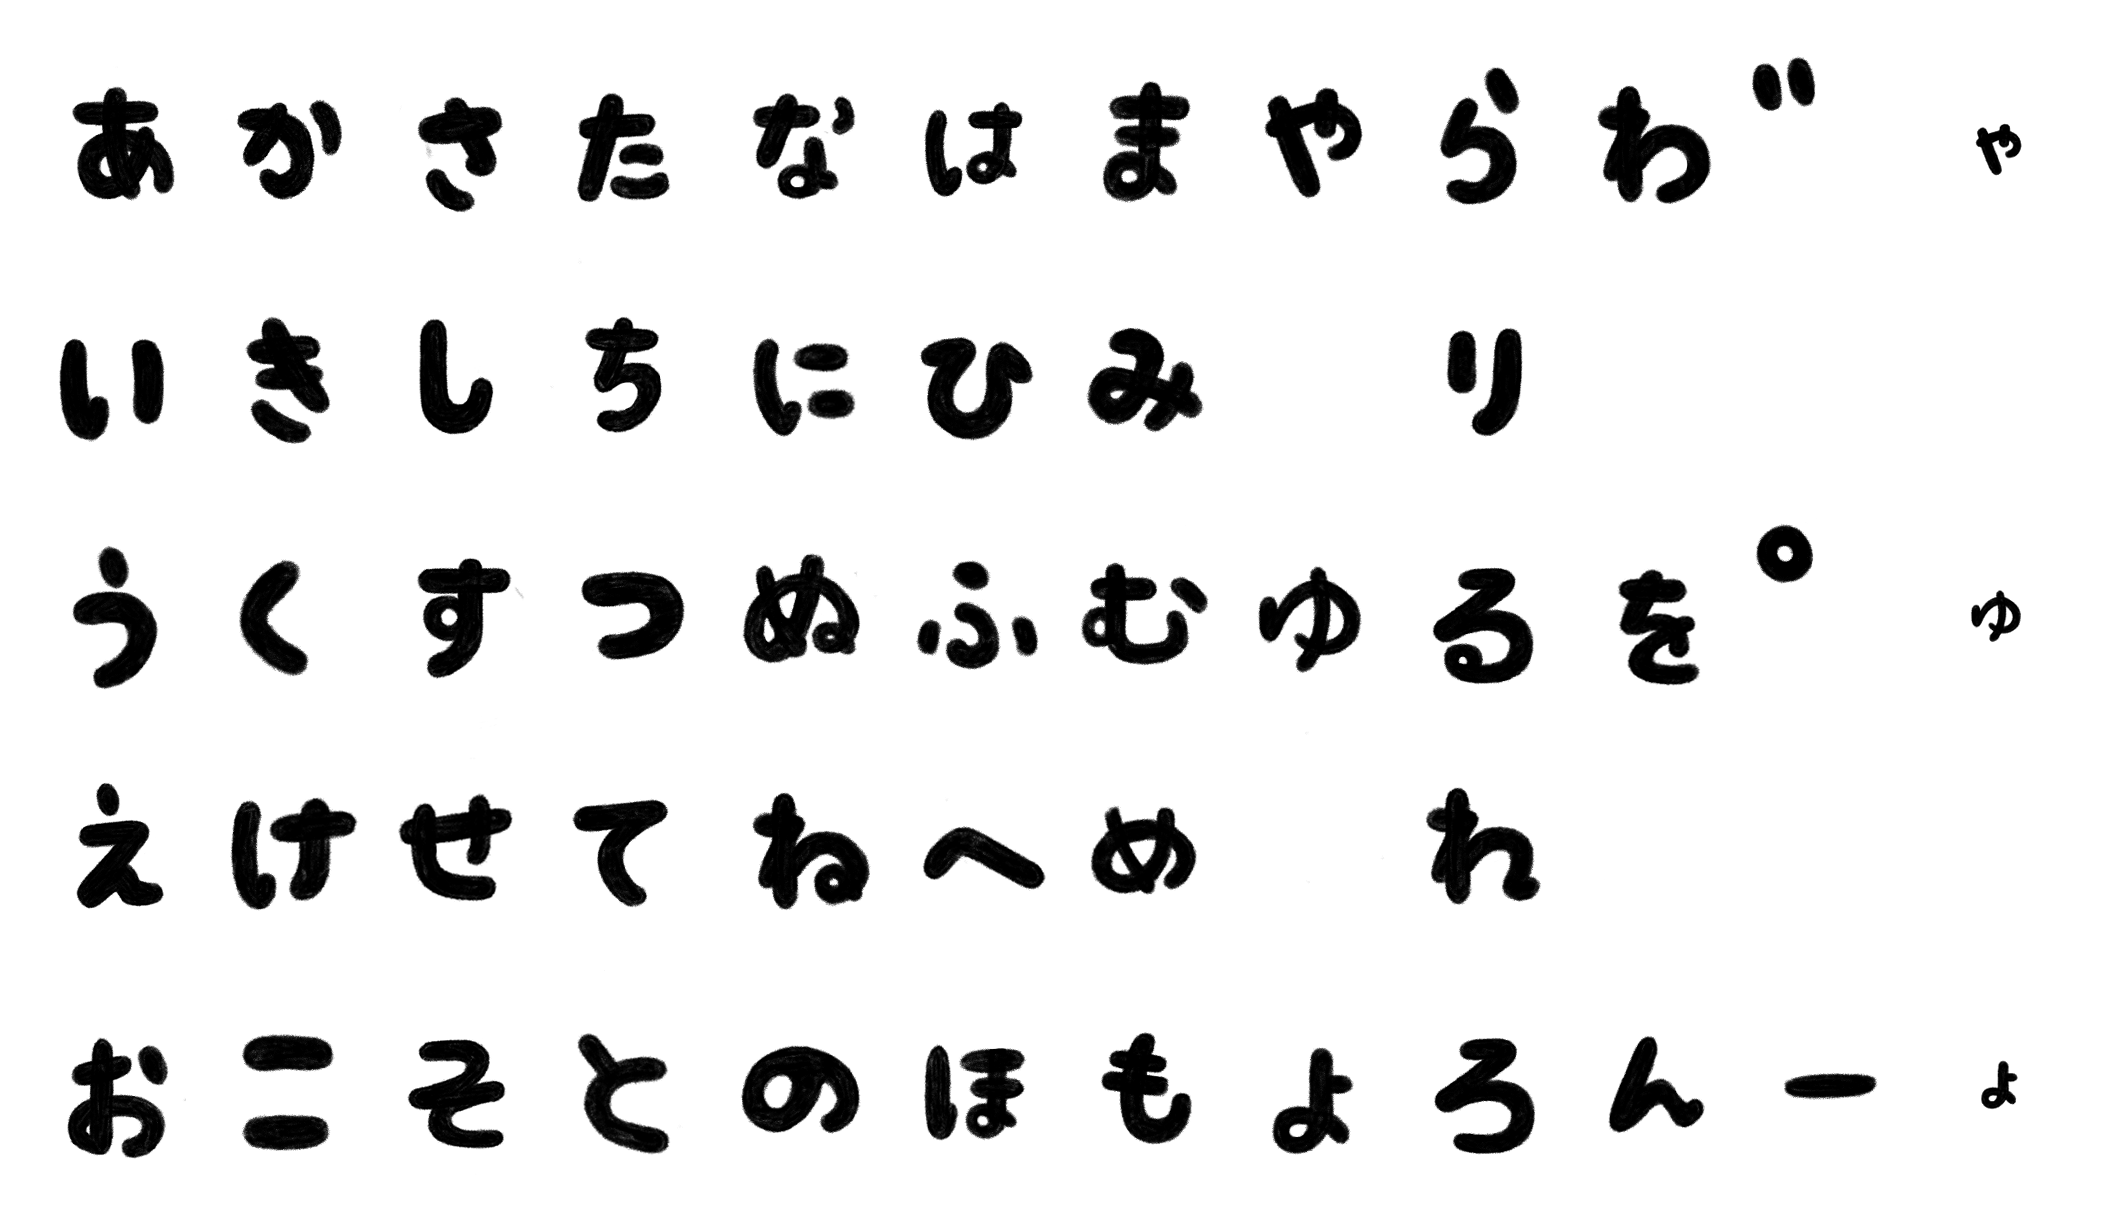 あ か さ た な は ま や ら わ ゛ ゃ
い き し ち に ひ み り
う く す つ ぬ ふ む ゆ る を ゜ ゅ
え け せ て ね へ め れ
お こ そ と の ほ も よ ろ ん ー ょ